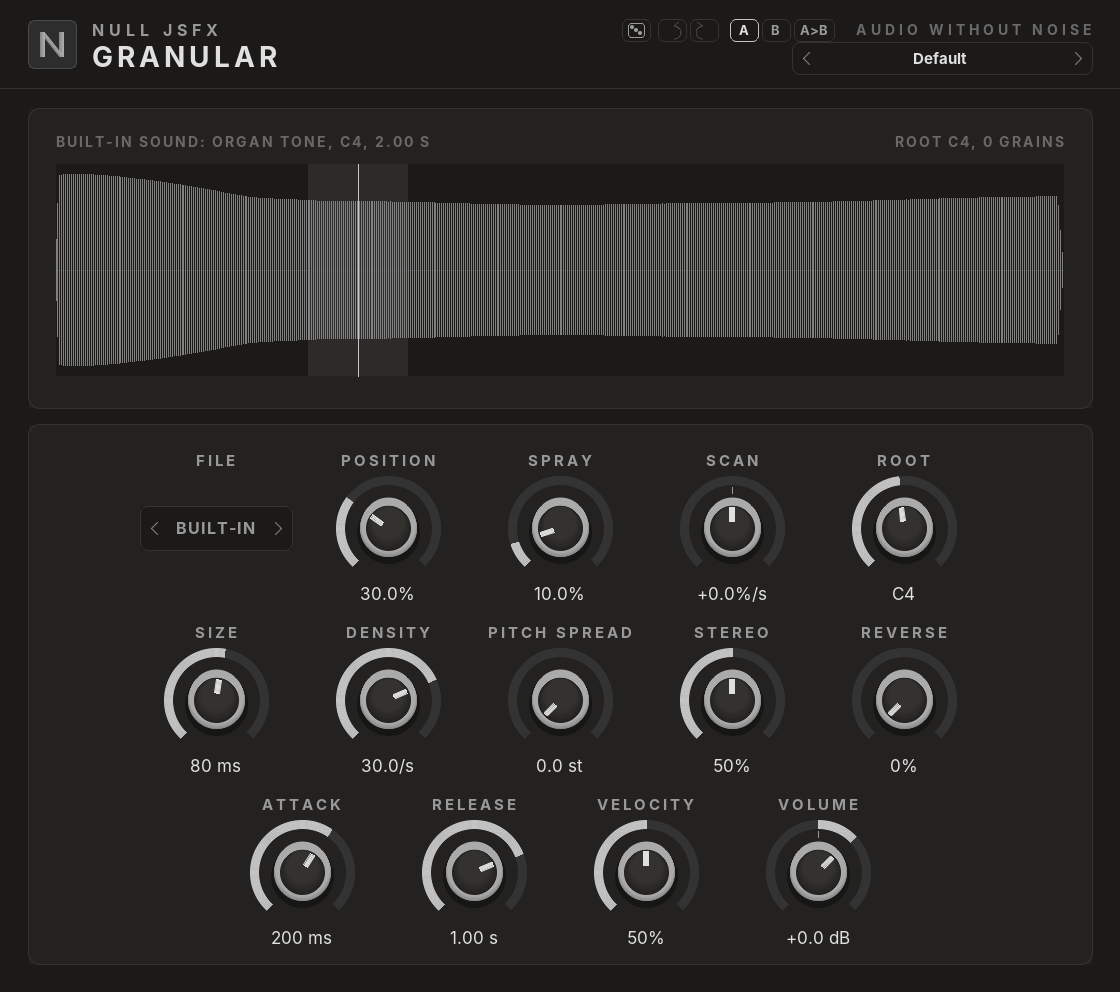 NULL JSFX
GRANULAR
A B A>B
AUDIO WITHOUT NOISE
Default
BUILT-IN SOUND: ORGAN TONE, C4, 2.00 S
ROOT C4, 0 GRAINS
FILE POSITION SPRAY SCAN ROOT
BUILT-IN
30.0% 10.0% +0.0%/s C4
SIZE DENSITY PITCH SPREAD STEREO REVERSE
80 ms 30.0/s 0.0 st 50% 0%
ATTACK RELEASE VELOCITY VOLUME
200 ms 1.00 s 50% +0.0 dB